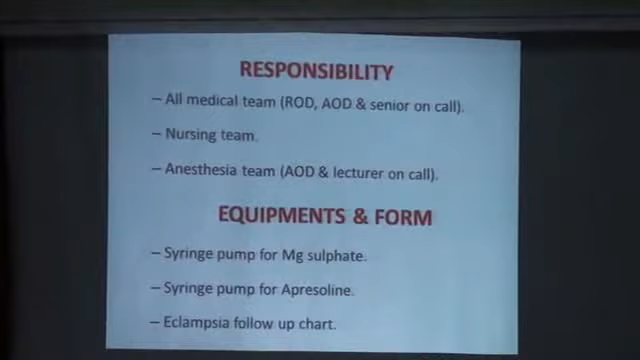 RESPONSIBILITY
– All medical team (ROD, AOD & senior on call).
– Nursing team.
– Anesthesia team (AOD & lecturer on call).
EQUIPMENTS & FORM
– Syringe pump for Mg sulphate.
– Syringe pump for Apresoline.
– Eclampsia follow up chart.